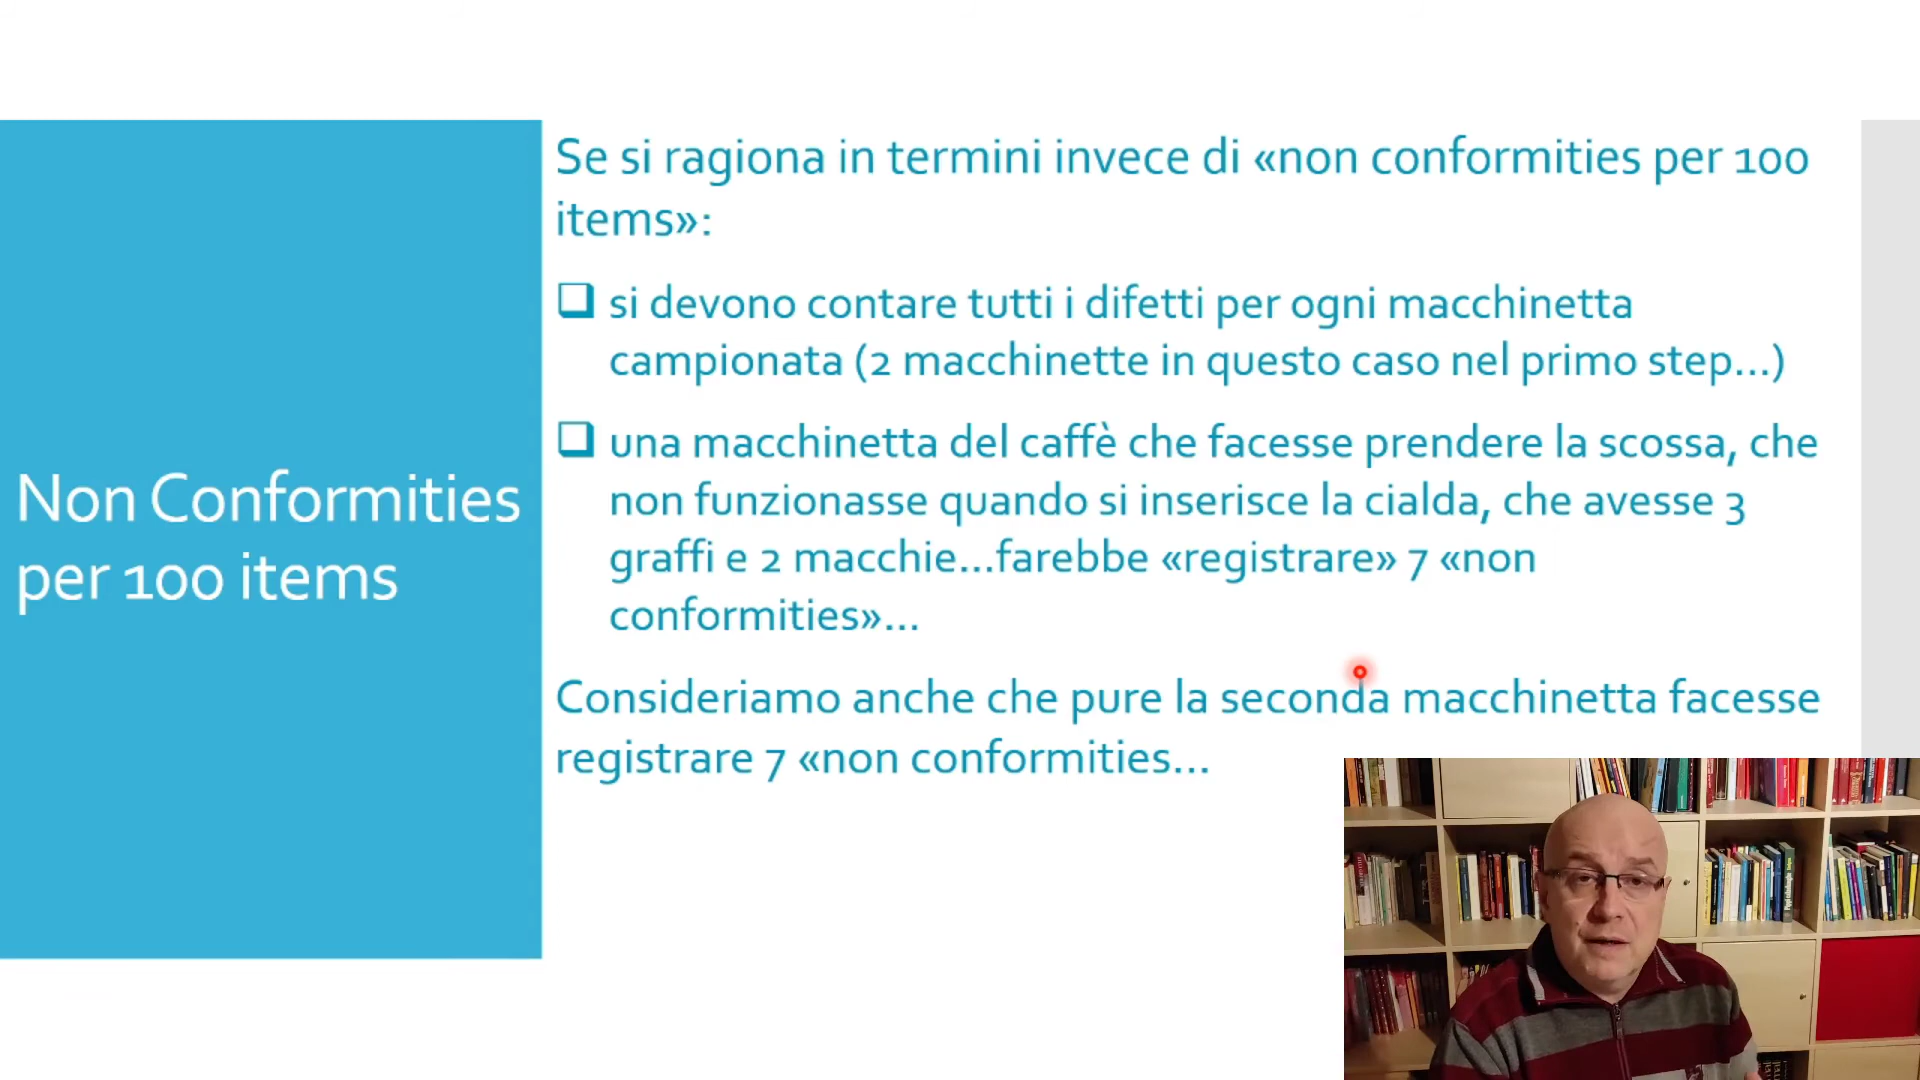 Non Conformities
per 100 items
Se si ragiona in termini invece di «non conformities per 100
items»:
si devono contare tutti i difetti per ogni macchinetta
campionata (2 macchinette in questo caso nel primo step...)
una macchinetta del caffè che facesse prendere la scossa, che
non funzionasse quando si inserisce la cialda, che avesse 3
graffi e 2 macchie...farebbe «registrare» 7 «non
conformities»...
Consideriamo anche che pure la seconda macchinetta facesse
registrare 7 «non conformities...